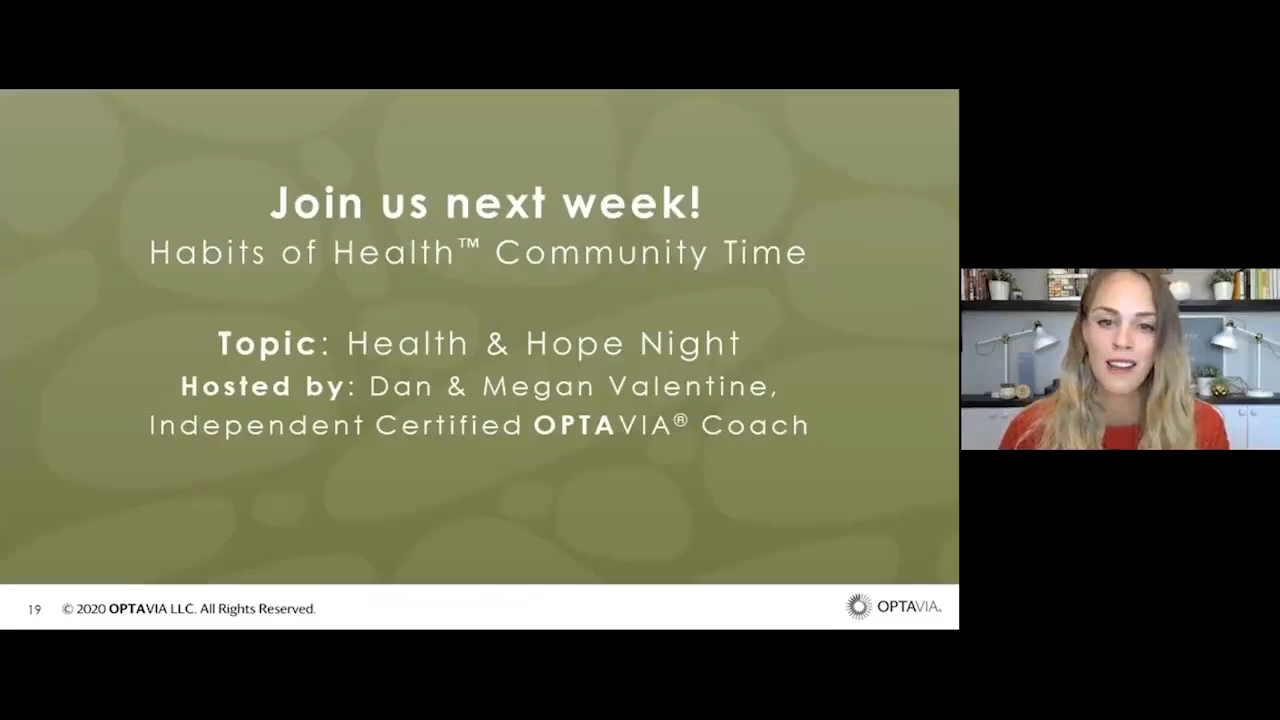 Join us next week!
Habits of Health™ Community Time
Topic: Health & Hope Night
Hosted by: Dan & Megan Valentine,
Independent Certified OPTAVIA® Coach
19 © 2020 OPTAVIA LLC. All Rights Reserved.
OPTAVIA